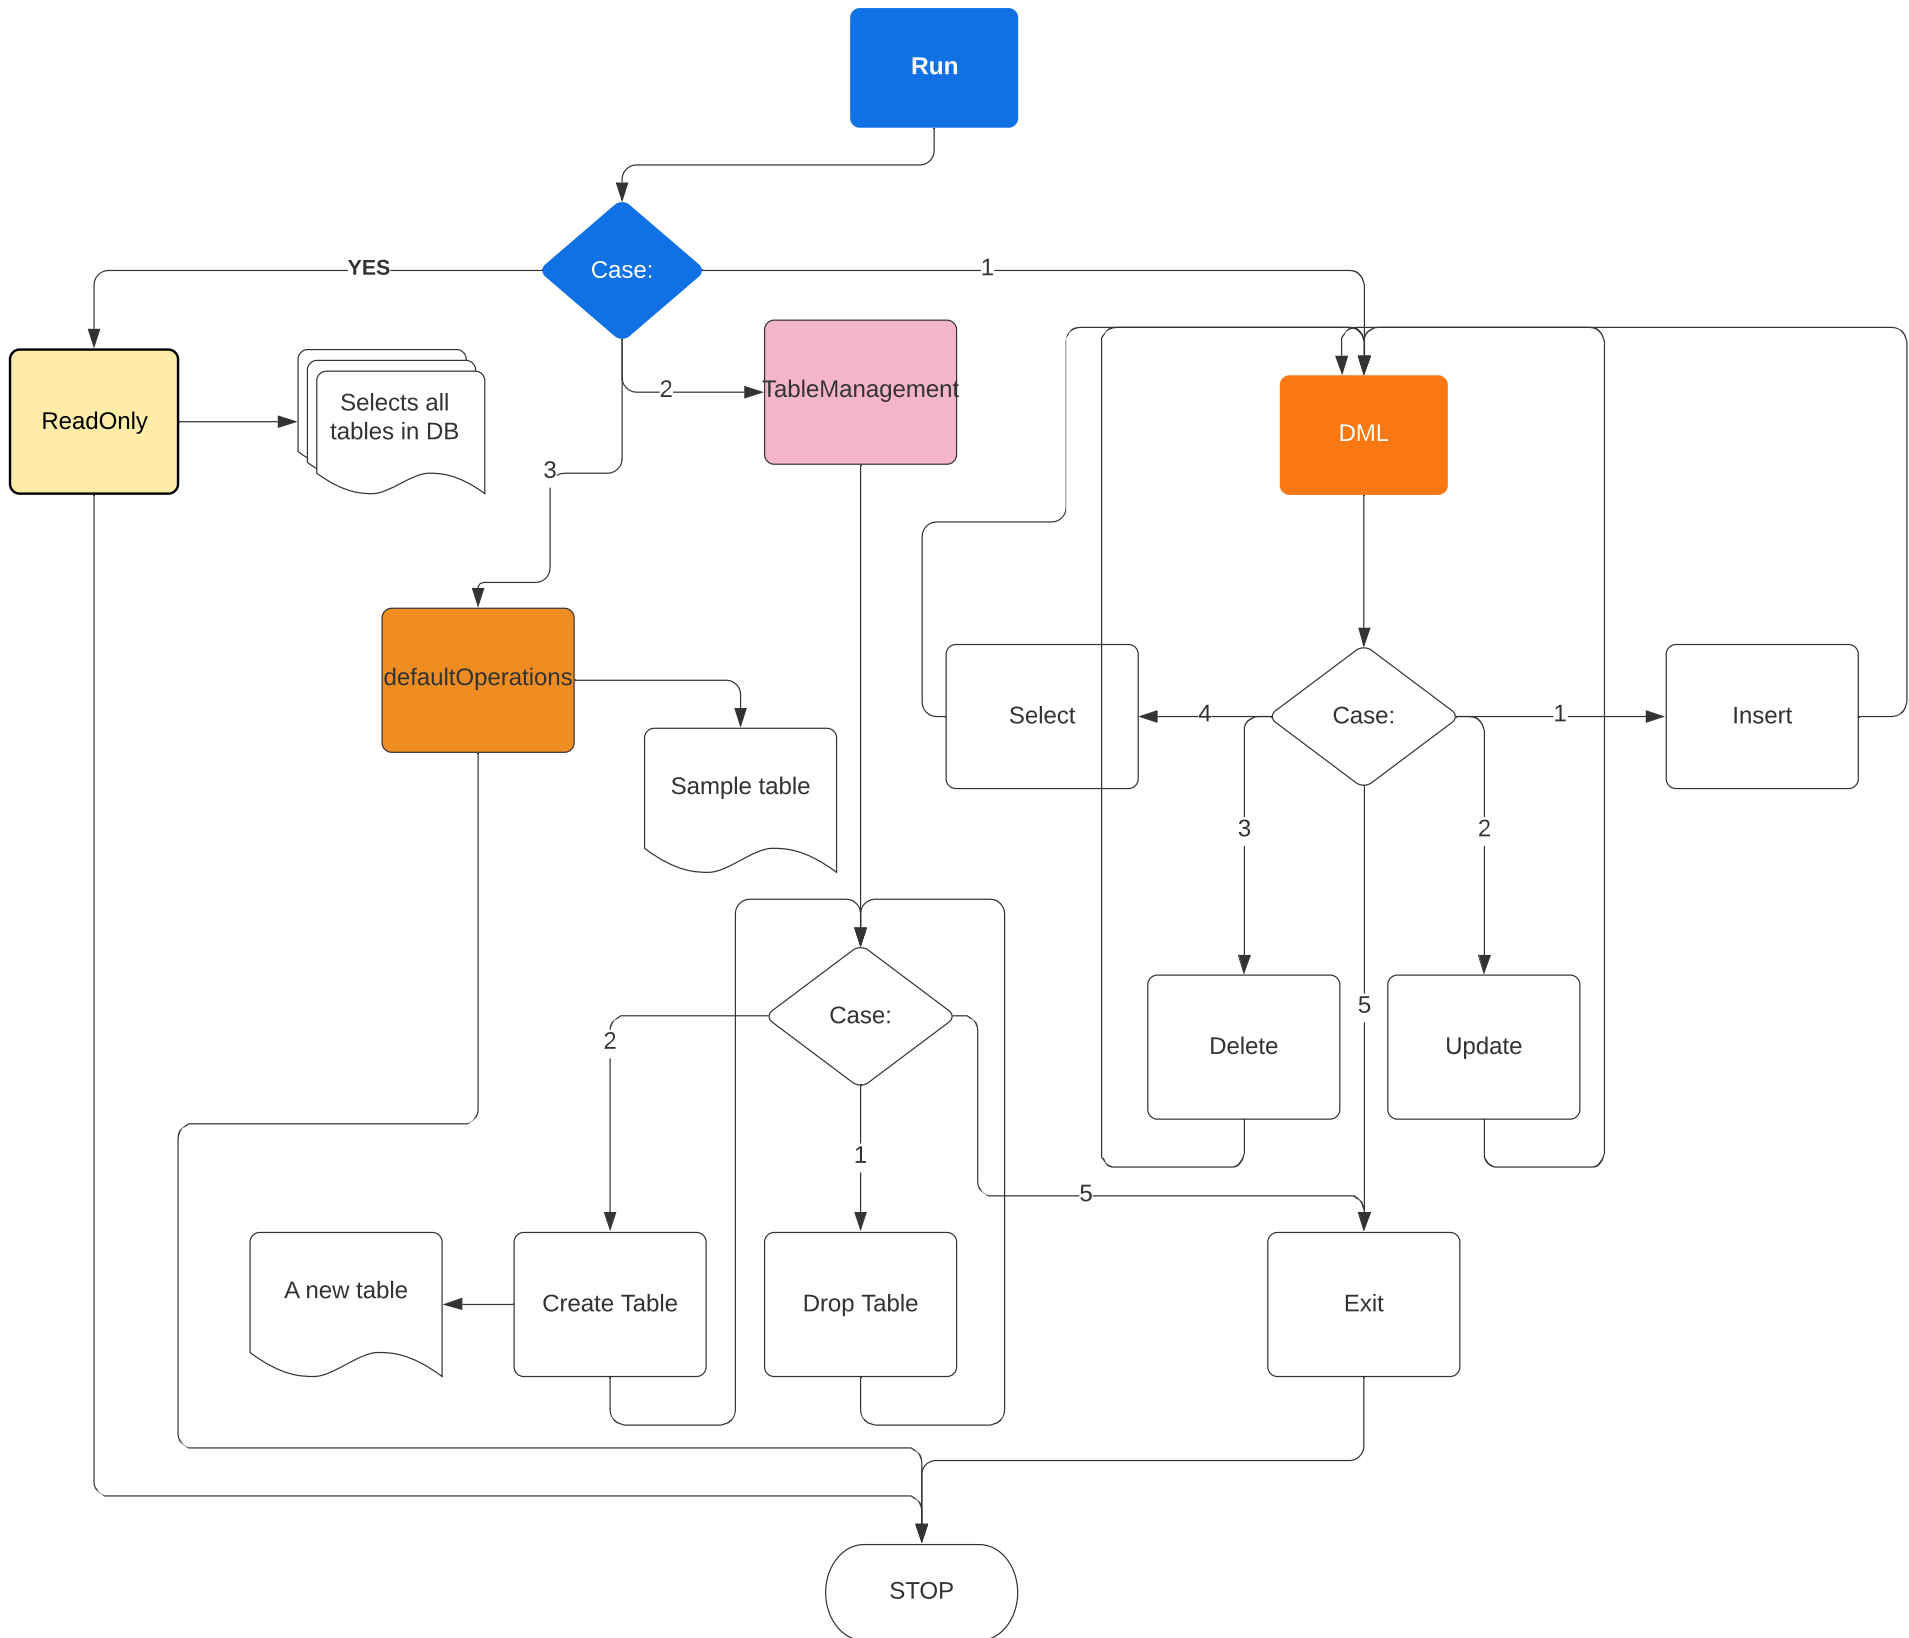 Run
Case:
YES
1
2
3
TableManagement
ReadOnly
Selects all
tables in DB
DML
defaultOperations
Sample table
Select
4
Case:
1
Insert
3
2
5
Case:
2
1
5
Delete
Update
A new table
Create Table
Drop Table
Exit
STOP